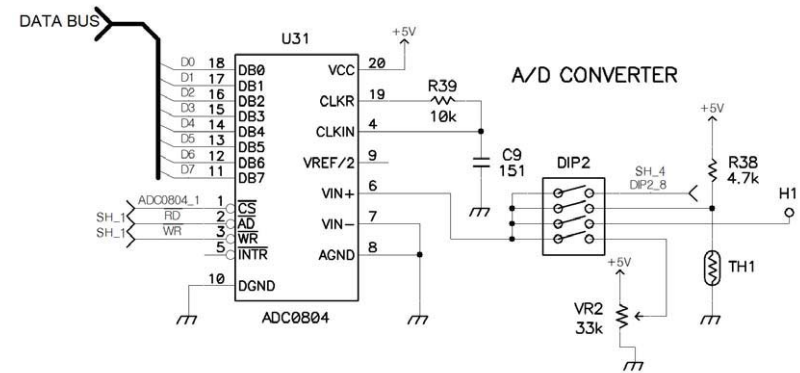 DATA BUS
U31
+5V
D0 18 DB0 VCC 20
D1 17 DB1
D2 16 DB2 CLKR 19 R39 10k
D3 15 DB3
D4 14 DB4 CLKIN 4
D5 13 DB5
D6 12 DB6 VREF/2 9
D7 11 DB7
C9
151
A/D CONVERTER
+5V
DIP2
SH_4
DIP2_8
R38
4.7k
H1
VIN+ 6
ADC0804_1 1 CS
SH_1 RD 2 AD VIN- 7
SH_1 WR 3 WR
5 INTR AGND 8
10 DGND
ADC0804
+5V
VR2
33k
TH1